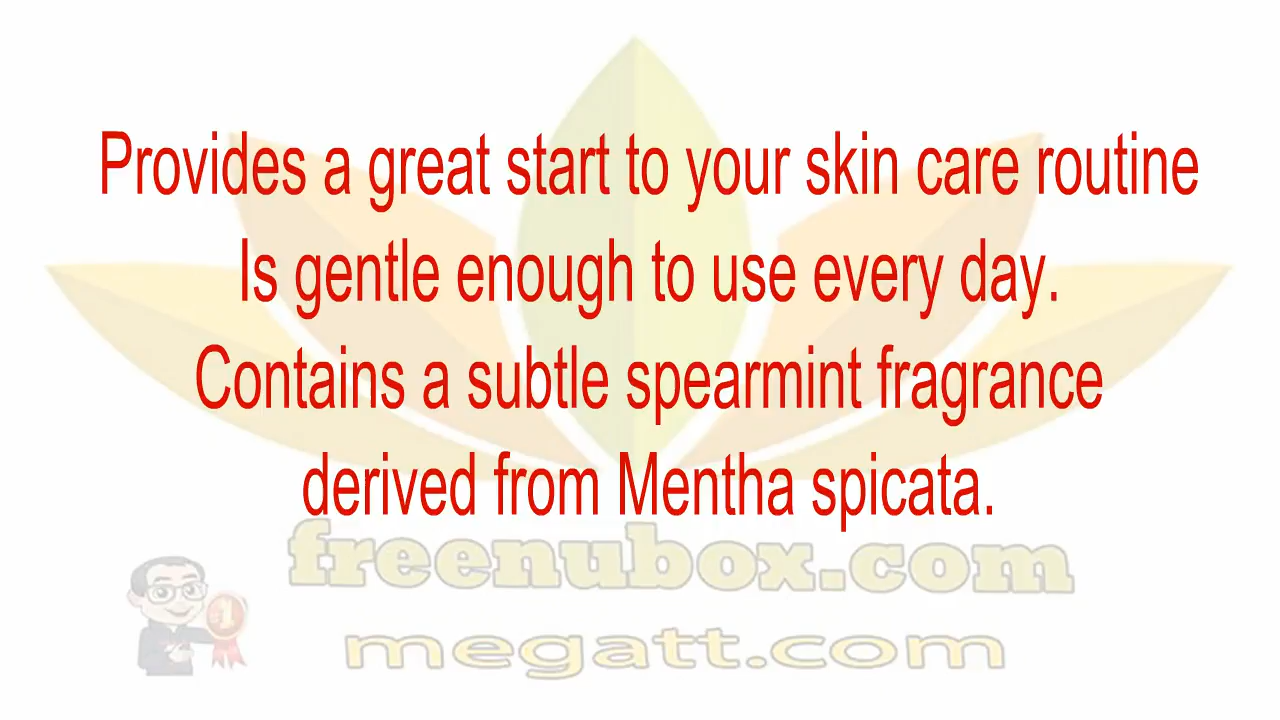 Provides a great start to your skin care routine
Is gentle enough to use every day.
Contains a subtle spearmint fragrance
derived from Mentha spicata.
freenubox.com
#1
megatt.com